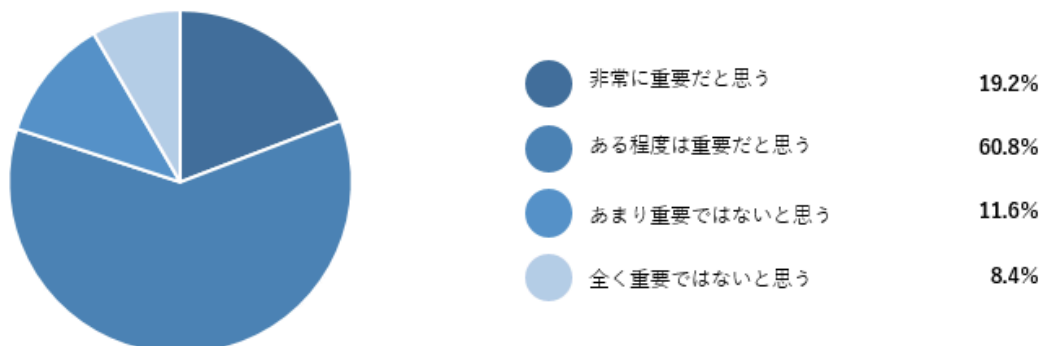 非常に重要だと思う 19.2%
ある程度は重要だと思う 60.8%
あまり重要ではないと思う 11.6%
全く重要ではないと思う 8.4%